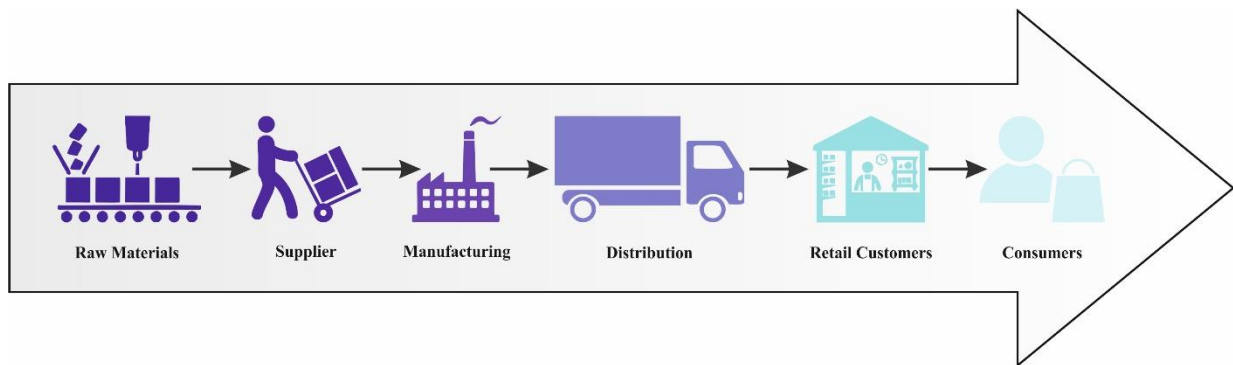 Raw Materials
Supplier
Manufacturing
Distribution
Retail Customers
Consumers